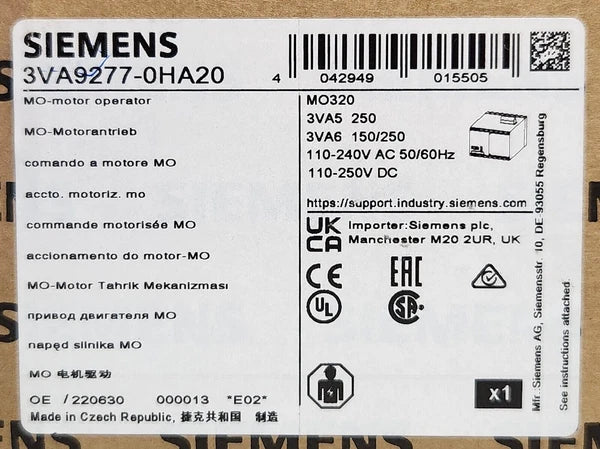 SIEMENS
3VA9277-0HA20
4 042949 015505
MO-motor operator
MO-Motorantrieb
comando a motore MO
accto. motoriz. mo
commande motorisée MO
accionamento do motor-MO
MO-Motor Tahrik Mekanizması
привод двигателя MO
napęd silnika MO
MO 电机驱动
OE / 220630 000013 *E02*
Made in Czech Republic, 捷克共和国 制造
MO320
3VA5 250
3VA6 150/250
110-240V AC 50/60Hz
110-250V DC
https://support.industry.siemens.com
UK
CA
Importer:Siemens plc,
Manchester M20 2UR, UK
CE
EAC
UL
SA
x1
Mfr.:Siemens AG, Siemensstr. 10, DE 93055 Regensburg
See instructions attached.
SIEMENS